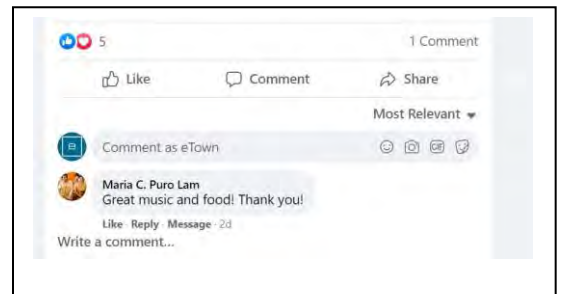 5 1 Comment
Like Comment Share
Most Relevant
e Comment as eTown GIF
Maria C. Puro Lam
Great music and food! Thank you!
Like · Reply · Message · 2d
Write a comment...